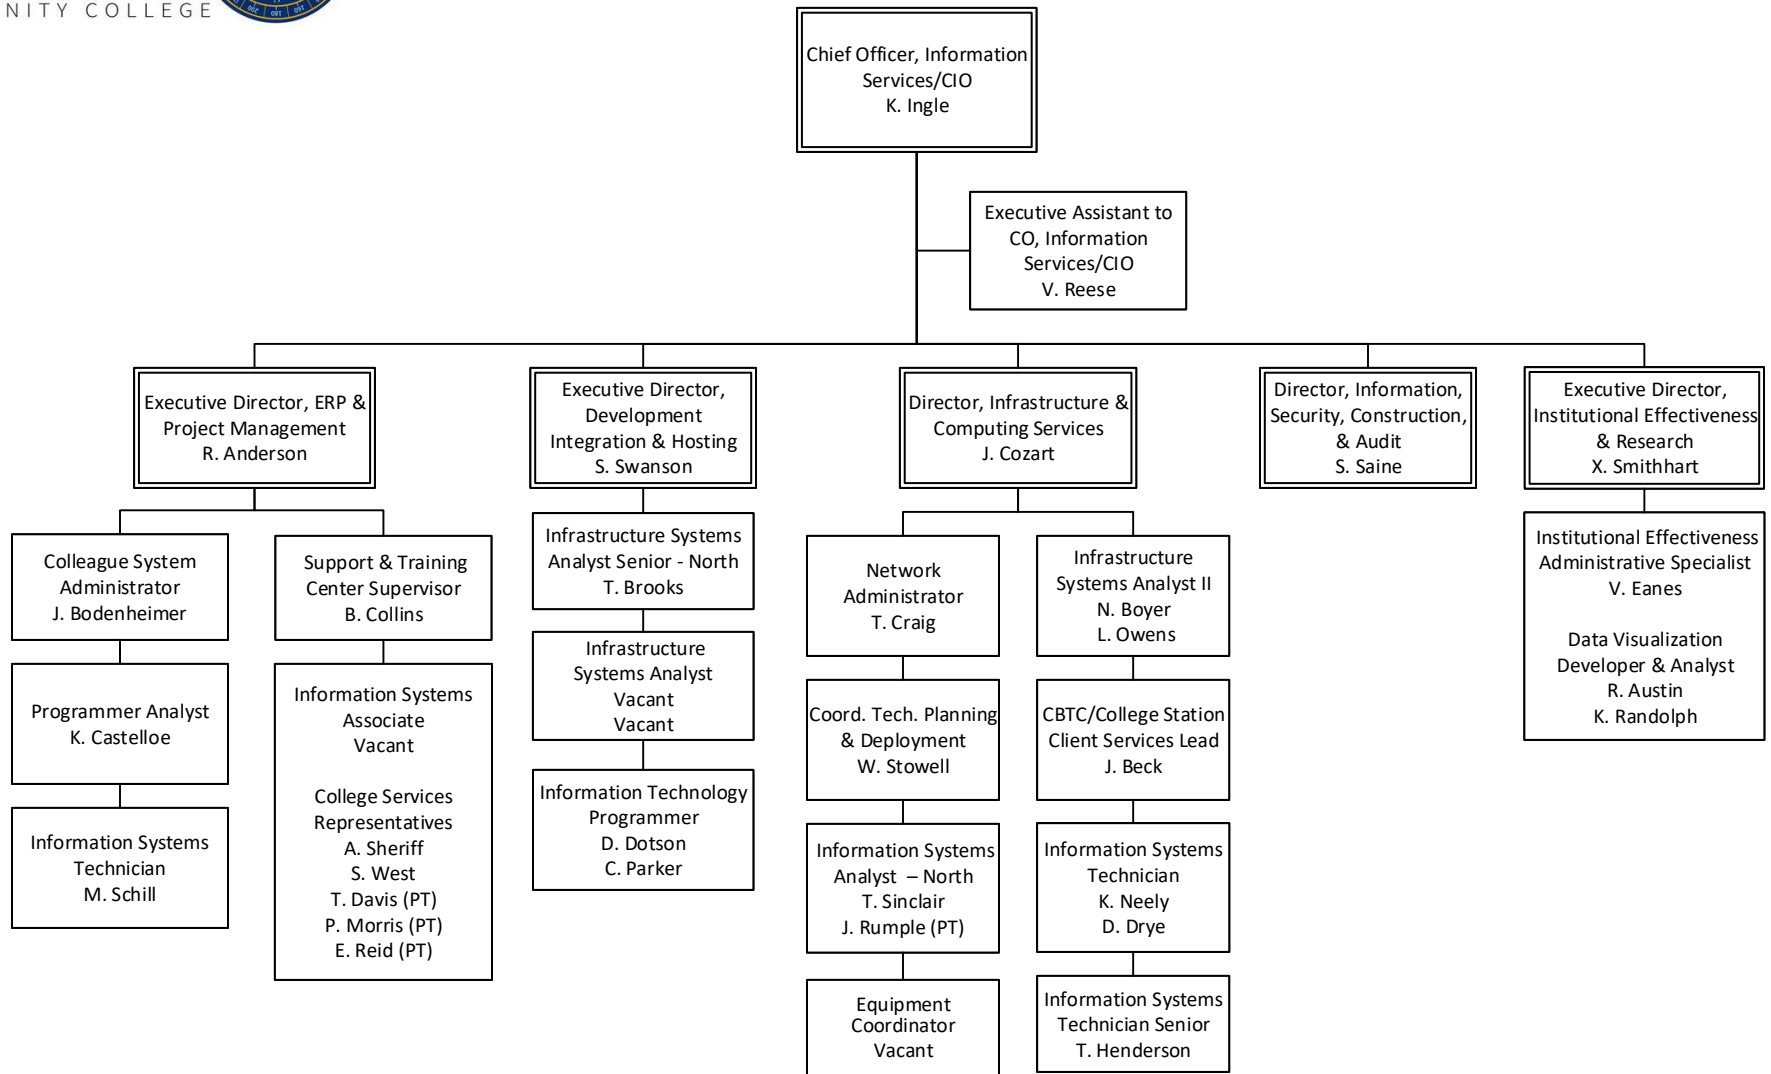 NITY COLLEGE
200
180
160
Chief Officer, Information
Services/CIO
K. Ingle
Executive Assistant to
CO, Information
Services/CIO
V. Reese
Executive Director, ERP &
Project Management
R. Anderson
Executive Director,
Development
Integration & Hosting
S. Swanson
Director, Infrastructure &
Computing Services
J. Cozart
Director, Information,
Security, Construction,
& Audit
S. Saine
Executive Director,
Institutional Effectiveness
& Research
X. Smithhart
Colleague System
Administrator
J. Bodenheimer
Programmer Analyst
K. Castelloe
Information Systems
Technician
M. Schill
Support & Training
Center Supervisor
B. Collins
Information Systems
Associate
Vacant
College Services
Representatives
A. Sheriff
S. West
T. Davis (PT)
P. Morris (PT)
E. Reid (PT)
Infrastructure Systems
Analyst Senior - North
T. Brooks
Infrastructure
Systems Analyst
Vacant
Vacant
Information Technology
Programmer
D. Dotson
C. Parker
Network
Administrator
T. Craig
Coord. Tech. Planning
& Deployment
W. Stowell
Information Systems
Analyst – North
T. Sinclair
J. Rumple (PT)
Equipment
Coordinator
Vacant
Infrastructure
Systems Analyst II
N. Boyer
L. Owens
CBTC/College Station
Client Services Lead
J. Beck
Information Systems
Technician
K. Neely
D. Drye
Information Systems
Technician Senior
T. Henderson
Institutional Effectiveness
Administrative Specialist
V. Eanes
Data Visualization
Developer & Analyst
R. Austin
K. Randolph